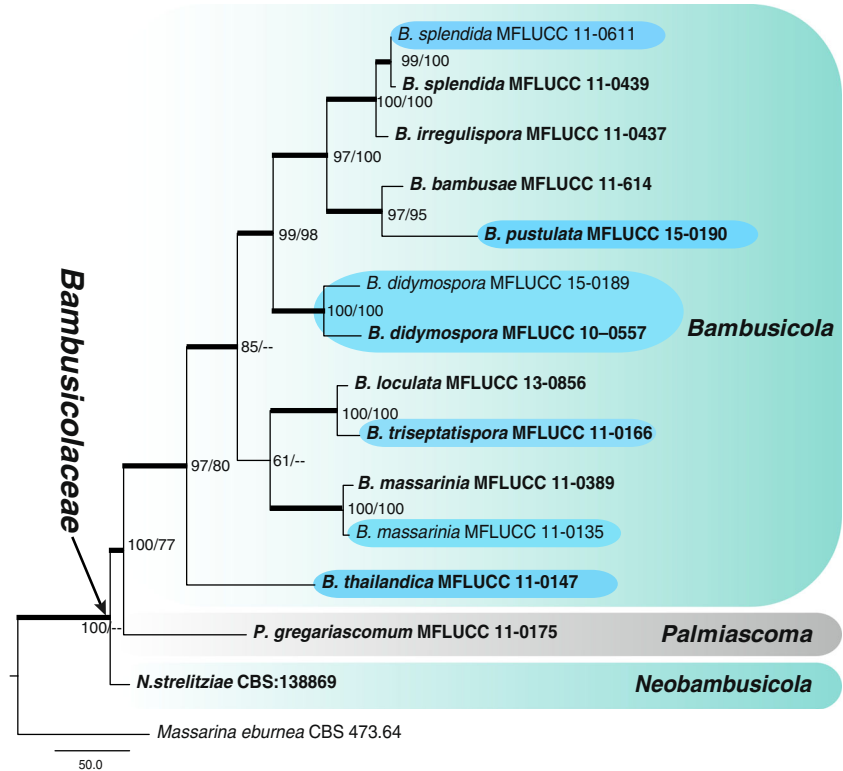 B. splendida MFLUCC 11-0611
99/100
B. splendida MFLUCC 11-0439
100/100
B. irregulispora MFLUCC 11-0437
97/100
B. bambusae MFLUCC 11-614
97/95
B. pustulata MFLUCC 15-0190
99/98
B. didymospora MFLUCC 15-0189
100/100
B. didymospora MFLUCC 10–0557
Bambusicola
85/--
B. loculata MFLUCC 13-0856
100/100
B. triseptatispora MFLUCC 11-0166
61/--
97/80
B. massarinia MFLUCC 11-0389
100/100
B. massarinia MFLUCC 11-0135
Bambusicolaceae
100/77
B. thailandica MFLUCC 11-0147
100/--
P. gregariascomum MFLUCC 11-0175
Palmiascoma
N.strelitziae CBS:138869
Neobambusicola
Massarina eburnea CBS 473.64
50.0